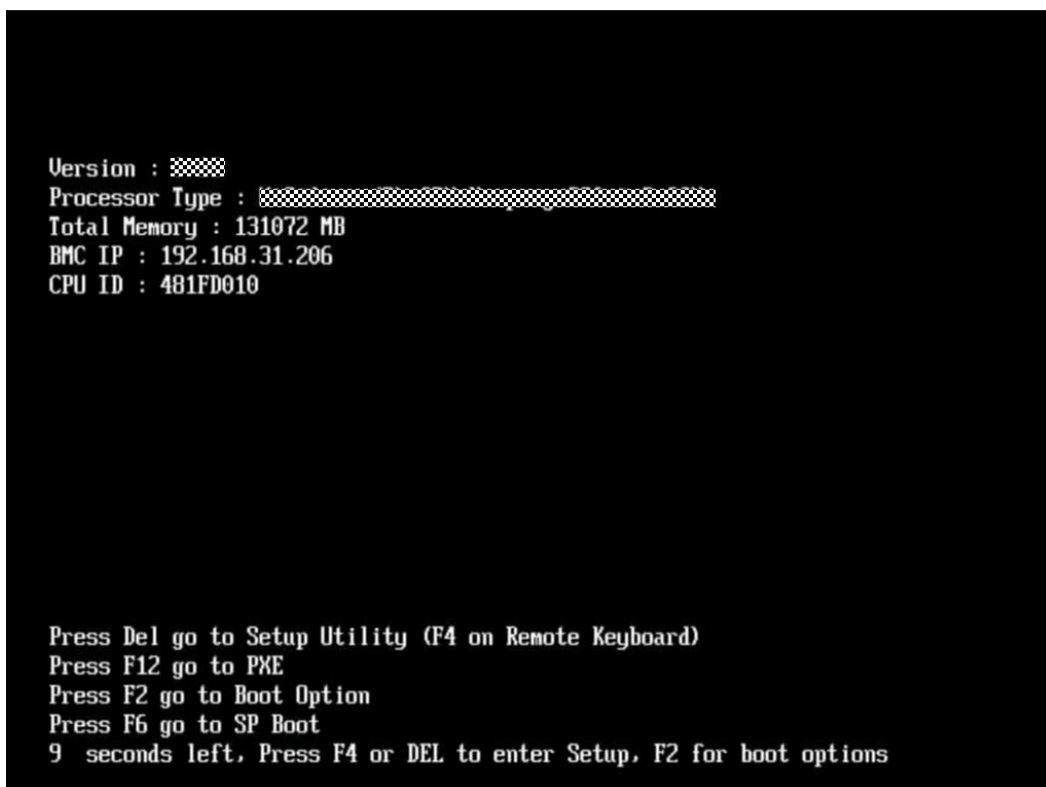 Version :
Processor Type :
Total Memory : 131072 MB
BMC IP : 192.168.31.206
CPU ID : 481FD010
Press Del go to Setup Utility (F4 on Remote Keyboard)
Press F12 go to PXE
Press F2 go to Boot Option
Press F6 go to SP Boot
9 seconds left, Press F4 or DEL to enter Setup, F2 for boot options